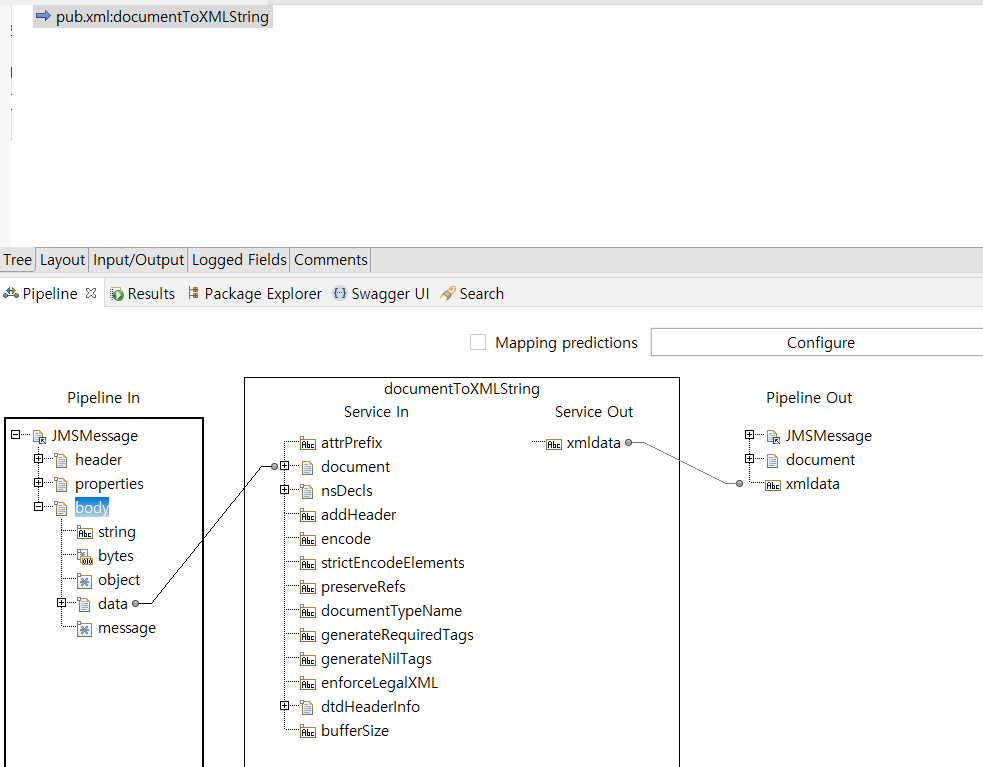 pub.xml:documentToXMLString
Tree Layout Input/Output Logged Fields Comments
Pipeline Results Package Explorer Swagger UI Search
Mapping predictions Configure
Pipeline In
JMSMessage
header
properties
body
string
bytes
object
data
message
documentToXMLString
Service In Service Out
attrPrefix
document
nsDecls
addHeader
encode
strictEncodeElements
preserveRefs
documentTypeName
generateRequiredTags
generateNilTags
enforceLegalXML
dtdHeaderInfo
bufferSize
xmldata
Pipeline Out
JMSMessage
document
xmldata